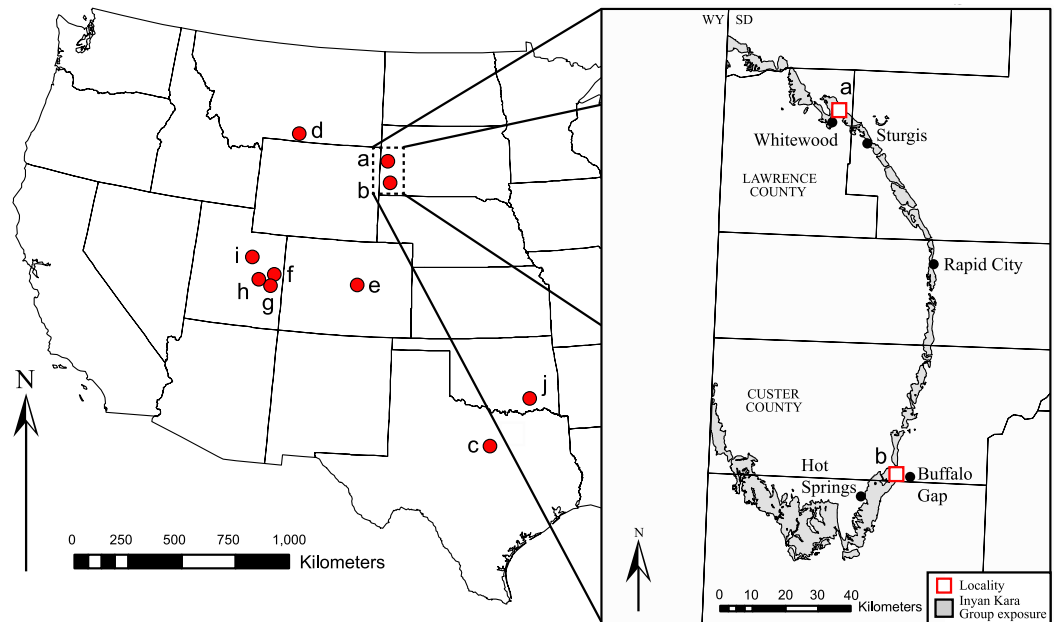 d
a
b
i
f
h
g
e
j
c
N
0 250 500 750 1,000
Kilometers
WY SD
a
Whitewood
Sturgis
LAWRENCE
COUNTY
Rapid City
CUSTER
COUNTY
b
Hot
Springs
Buffalo
Gap
N
0 10 20 30 40
Kilometers
Locality
Inyan Kara
Group exposure